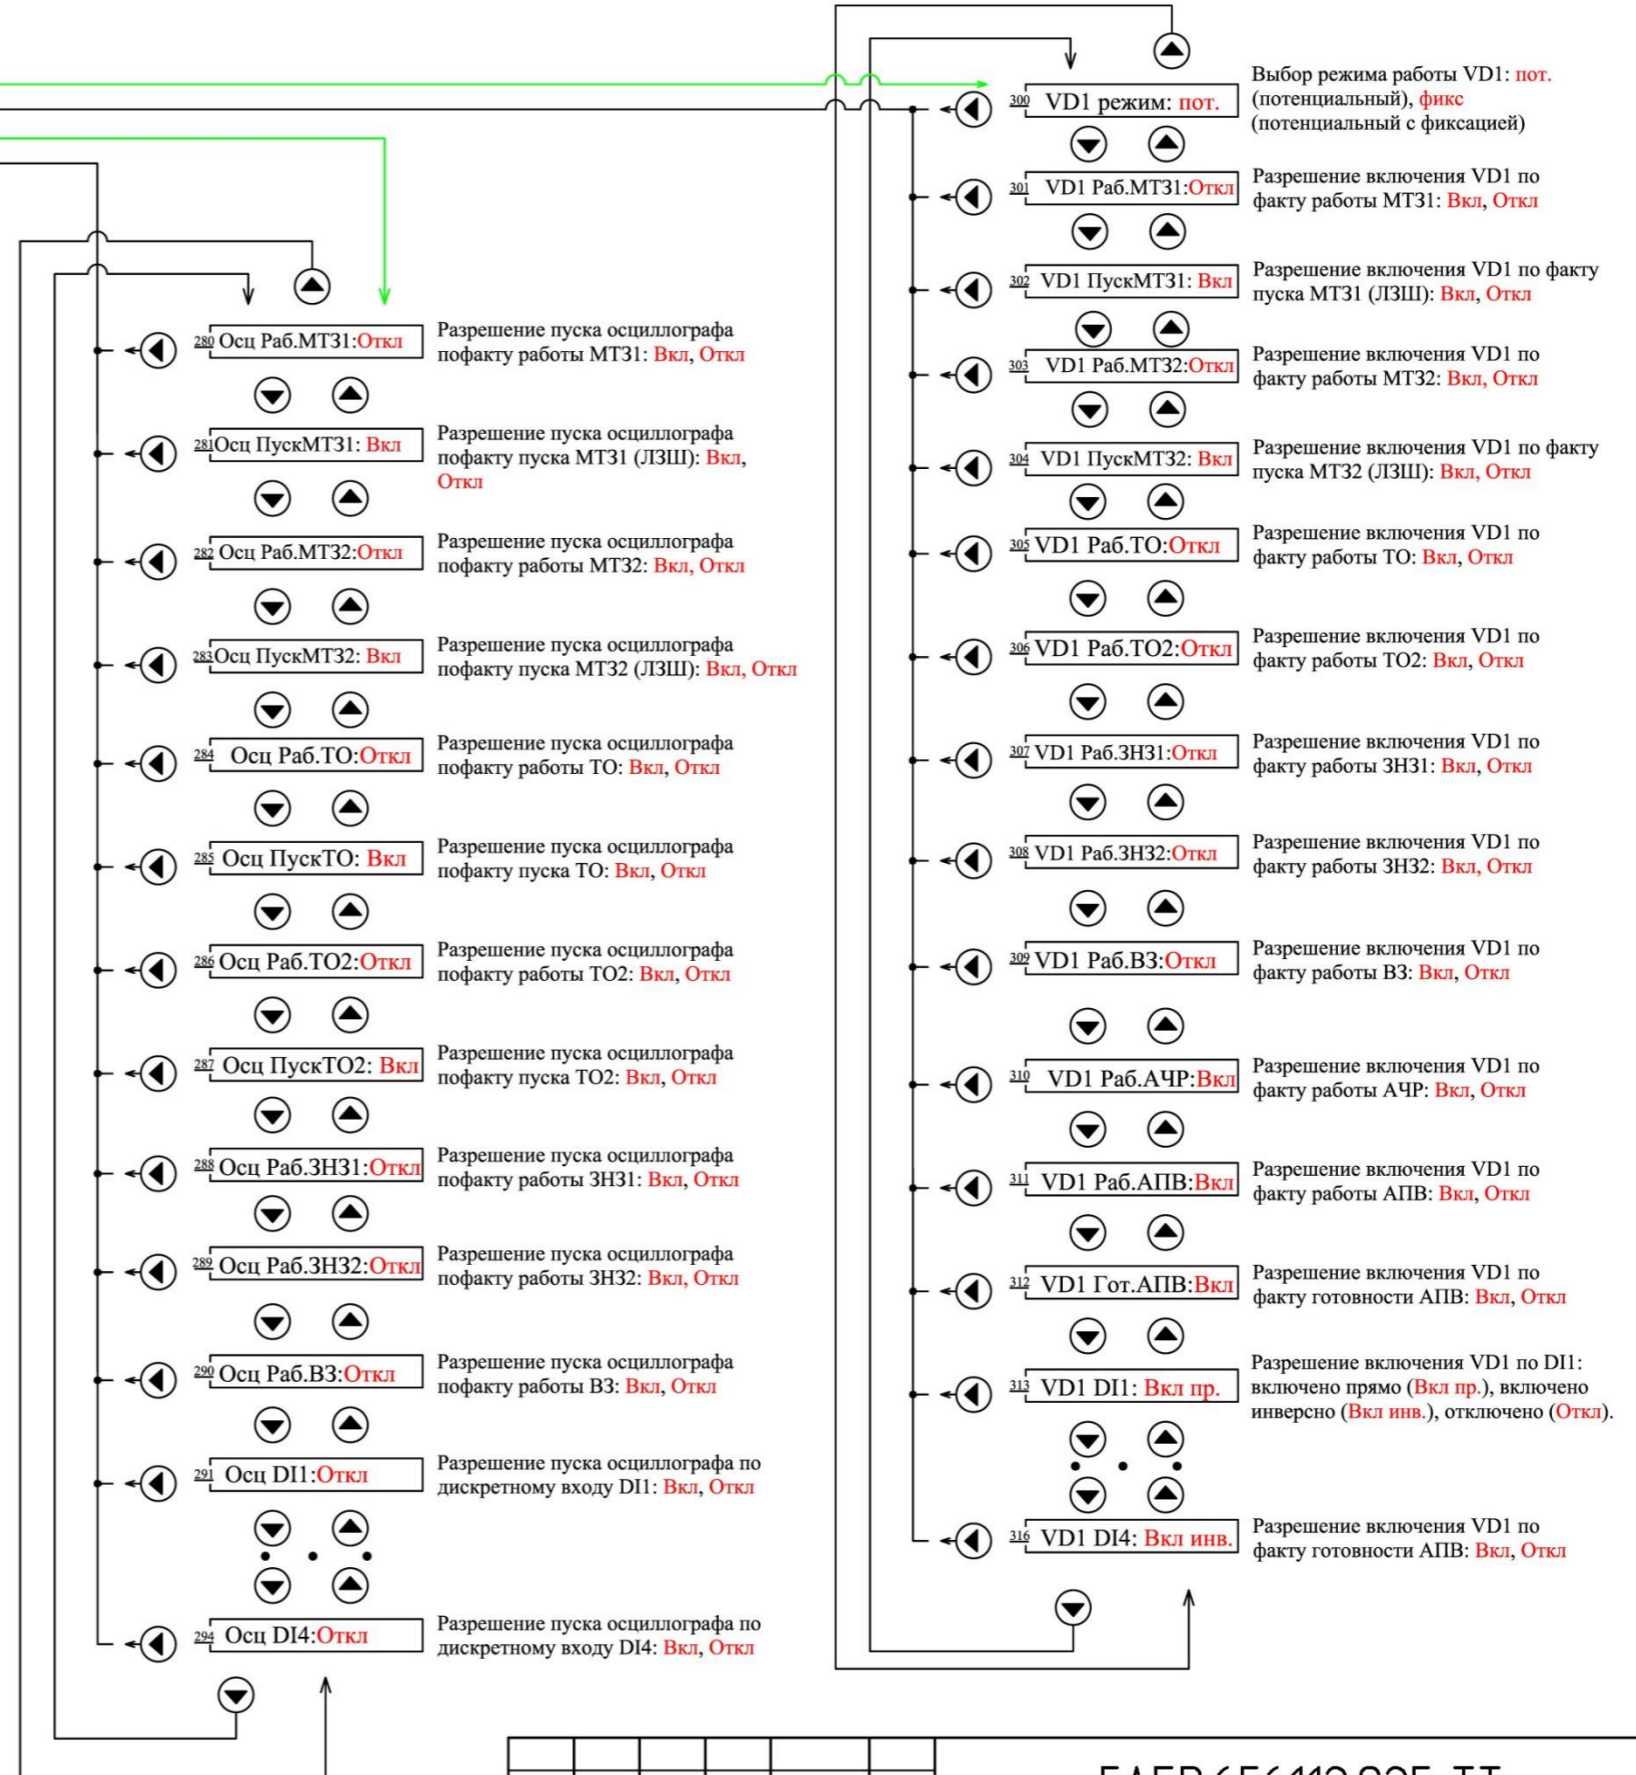 280 Осц Раб.МТЗ1:Откл
Разрешение пуска осциллографа
пофакту работы МТЗ1: Вкл, Откл
281 Осц ПускМТЗ1: Вкл
Разрешение пуска осциллографа
пофакту пуска МТЗ1 (ЛЗШ): Вкл,
Откл
282 Осц Раб.МТЗ2:Откл
Разрешение пуска осциллографа
пофакту работы МТЗ2: Вкл, Откл
283 Осц ПускМТЗ2: Вкл
Разрешение пуска осциллографа
пофакту пуска МТЗ2 (ЛЗШ): Вкл, Откл
284 Осц Раб.ТО:Откл
Разрешение пуска осциллографа
пофакту работы ТО: Вкл, Откл
285 Осц ПускТО: Вкл
Разрешение пуска осциллографа
пофакту пуска ТО: Вкл, Откл
286 Осц Раб.ТО2:Откл
Разрешение пуска осциллографа
пофакту работы ТО2: Вкл, Откл
287 Осц ПускТО2: Вкл
Разрешение пуска осциллографа
пофакту пуска ТО2: Вкл, Откл
288 Осц Раб.ЗНЗ1:Откл
Разрешение пуска осциллографа
пофакту работы ЗНЗ1: Вкл, Откл
289 Осц Раб.ЗНЗ2:Откл
Разрешение пуска осциллографа
пофакту работы ЗНЗ2: Вкл, Откл
290 Осц Раб.ВЗ:Откл
Разрешение пуска осциллографа
пофакту работы ВЗ: Вкл, Откл
291 Осц DI1:Откл
Разрешение пуска осциллографа по
дискретному входу DI1: Вкл, Откл
294 Осц DI4:Откл
Разрешение пуска осциллографа по
дискретному входу DI4: Вкл, Откл
300 VD1 режим: пот.
Выбор режима работы VD1: пот.
(потенциальный), фикс
(потенциальный с фиксацией)
301 VD1 Раб.МТЗ1:Откл
Разрешение включения VD1 по
факту работы МТЗ1: Вкл, Откл
302 VD1 ПускМТЗ1: Вкл
Разрешение включения VD1 по факту
пуска МТЗ1 (ЛЗШ): Вкл, Откл
303 VD1 Раб.МТЗ2:Откл
Разрешение включения VD1 по
факту работы МТЗ2: Вкл, Откл
304 VD1 ПускМТЗ2: Вкл
Разрешение включения VD1 по факту
пуска МТЗ2 (ЛЗШ): Вкл, Откл
305 VD1 Раб.ТО:Откл
Разрешение включения VD1 по
факту работы ТО: Вкл, Откл
306 VD1 Раб.ТО2:Откл
Разрешение включения VD1 по
факту работы ТО2: Вкл, Откл
307 VD1 Раб.ЗНЗ1:Откл
Разрешение включения VD1 по
факту работы ЗНЗ1: Вкл, Откл
308 VD1 Раб.ЗНЗ2:Откл
Разрешение включения VD1 по
факту работы ЗНЗ2: Вкл, Откл
309 VD1 Раб.ВЗ:Откл
Разрешение включения VD1 по
факту работы ВЗ: Вкл, Откл
310 VD1 Раб.АЧР:Вкл
Разрешение включения VD1 по
факту работы АЧР: Вкл, Откл
311 VD1 Раб.АПВ:Вкл
Разрешение включения VD1 по
факту работы АПВ: Вкл, Откл
312 VD1 Гот.АПВ:Вкл
Разрешение включения VD1 по
факту готовности АПВ: Вкл, Откл
313 VD1 DI1: Вкл пр.
Разрешение включения VD1 по DI1:
включено прямо (Вкл пр.), включено
инверсно (Вкл инв.), отключено (Откл).
316 VD1 DI4: Вкл инв.
Разрешение включения VD1 по
факту готовности АПВ: Вкл, Откл